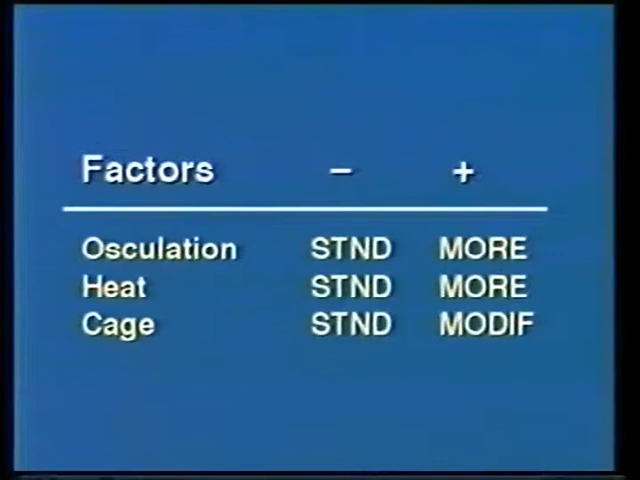 Factors – +
Osculation STND MORE
Heat STND MORE
Cage STND MODIF